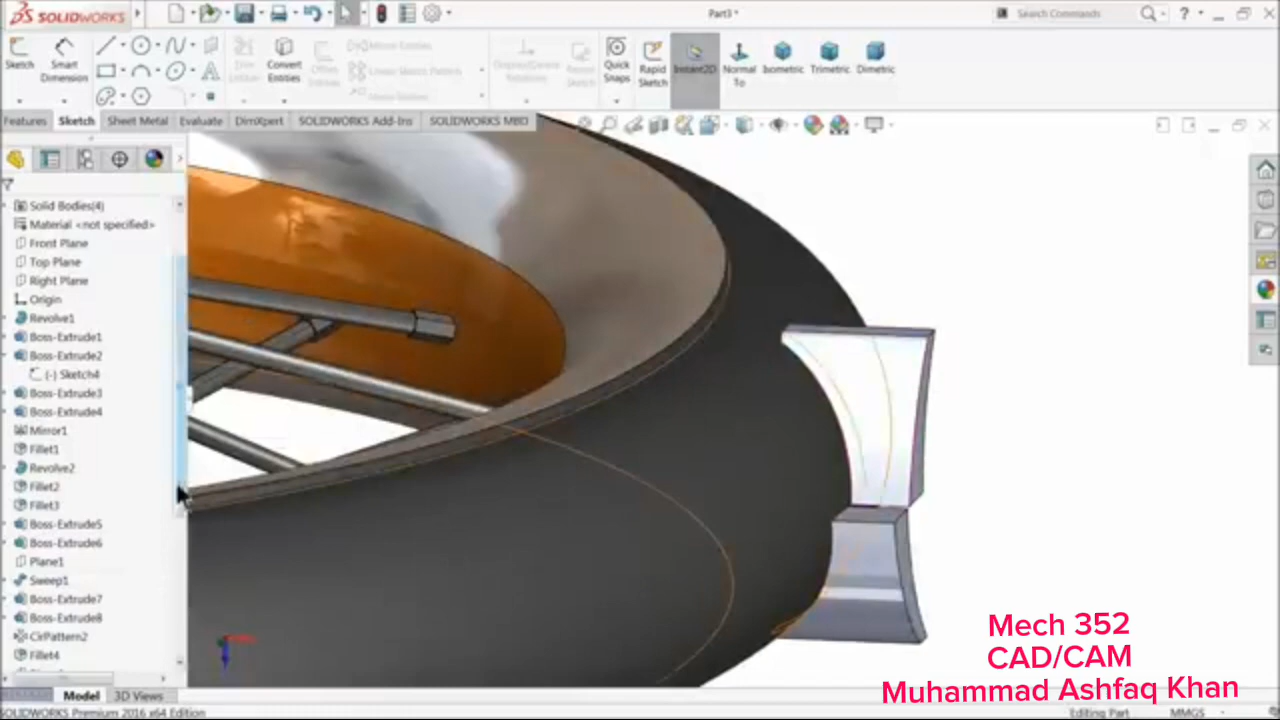 SOLIDWORKS
Part3 *
Search Commands
Sketch
Smart Dimension
Convert Entities
Quick Snaps
Rapid Sketch
Instant2D
Normal To
Isometric
Trimetric
Dimetric
Features
Sketch
Sheet Metal
Evaluate
DimXpert
SOLIDWORKS Add-Ins
SOLIDWORKS MBD
Solid Bodies(4)
Material <not specified>
Front Plane
Top Plane
Right Plane
Origin
Revolve1
Boss-Extrude1
Boss-Extrude2
(-) Sketch4
Boss-Extrude3
Boss-Extrude4
Mirror1
Fillet1
Revolve2
Fillet2
Fillet3
Boss-Extrude5
Boss-Extrude6
Plane1
Sweep1
Boss-Extrude7
Boss-Extrude8
CirPattern2
Fillet4
Mech 352
CAD/CAM
Muhammad Ashfaq Khan
Model
3D Views
SOLIDWORKS Premium 2016 x64 Edition
Editing Part
MMGS